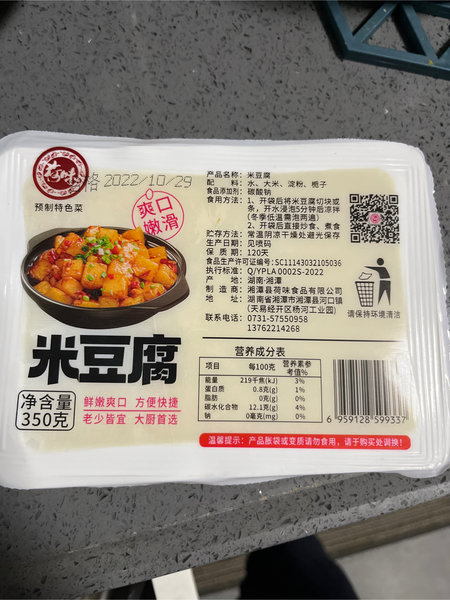 荷味
预制特色菜
格 2022/10/29
爽口
嫩滑
米豆腐
净含量
350克
鲜嫩爽口 方便快捷
老少皆宜 大厨首选
产品名称：米豆腐
配料：水、大米、淀粉、栀子
食品添加剂：碳酸钠
食用方法：1、开袋后将米豆腐切块或
条，开水浸泡5分钟后凉拌
(冬季低温需泡两遍)
2、开袋后直接炒食、煮食
贮存方法：常温阴凉干燥处避光保存
生产日期：见喷码
保质期：120天
食品生产许可证编号：SC11143032105036
执行标准：Q/YPLA 0002S-2022
产地：湖南·湘潭
制造商：湘潭县荷味食品有限公司
地址：湖南省湘潭市湘潭县河口镇
(天易经开区杨河工业园)
联系电话：0731-57550958
13762214268
请保持环境清洁
营养成分表
项目 每100克 营养素参考值%
能量 219千焦(kJ) 3%
蛋白质 0.8克(g) 1%
脂肪 0克(g) 0%
碳水化合物 12.1克(g) 4%
钠 0毫克(mg) 0%
6 959128 599337
温馨提示：产品胀袋或变质请勿食用，请于购买处调换！